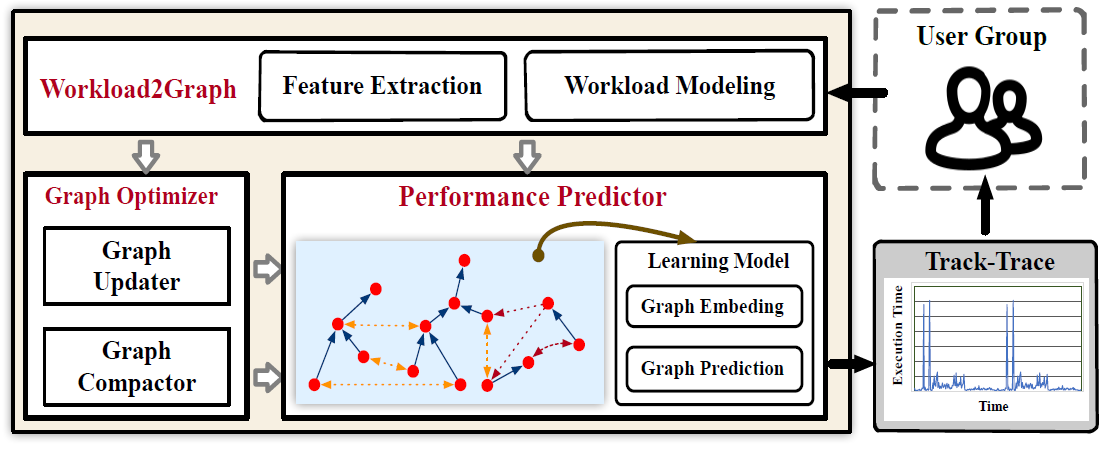 User Group
Workload2Graph
Feature Extraction
Workload Modeling
Graph Optimizer
Graph
Updater
Graph
Compactor
Performance Predictor
Learning Model
Graph Embeding
Graph Prediction
Track-Trace
Execution Time
Time